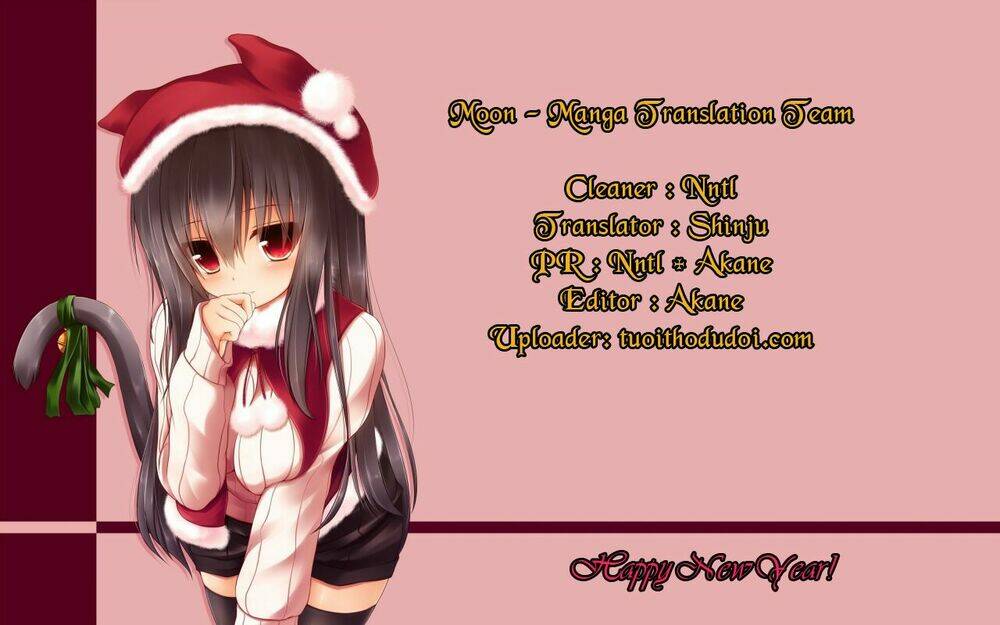 Moon - Manga Translation Team
Cleaner : Nntl
Translator : Shinju
PR : Nntl + Akane
Editor : Akane
Uploader: tuoithodudoi.com
Happy New Year!